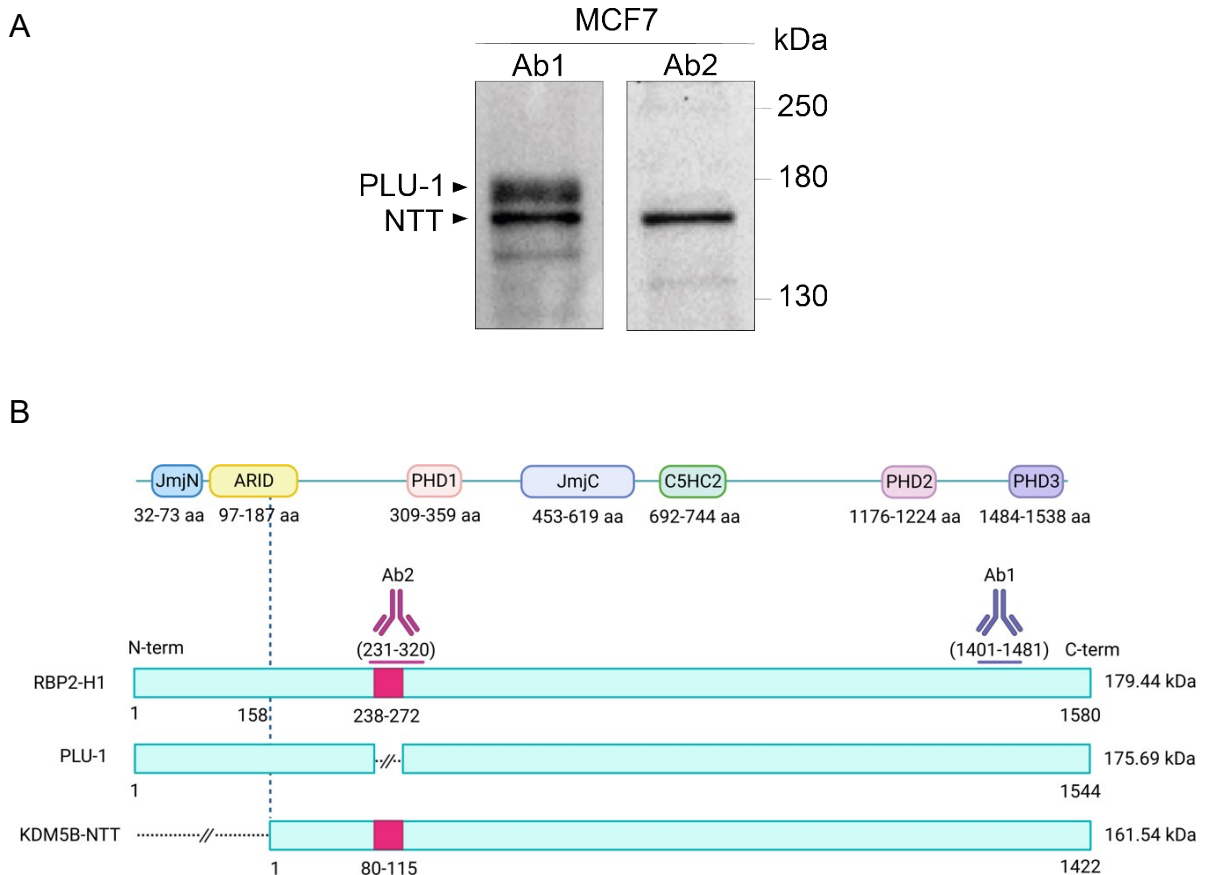 A
MCF7
kDa
Ab1 Ab2
250
180
PLU-1
NTT
130
B
JmjN ARID PHD1 JmjC C5HC2 PHD2 PHD3
32-73 aa 97-187 aa 309-359 aa 453-619 aa 692-744 aa 1176-1224 aa 1484-1538 aa
Ab2 Ab1
N-term (231-320) (1401-1481) C-term
RBP2-H1 179.44 kDa
1 158 238-272 1580
PLU-1 175.69 kDa
1 1544
KDM5B-NTT 161.54 kDa
1 80-115 1422